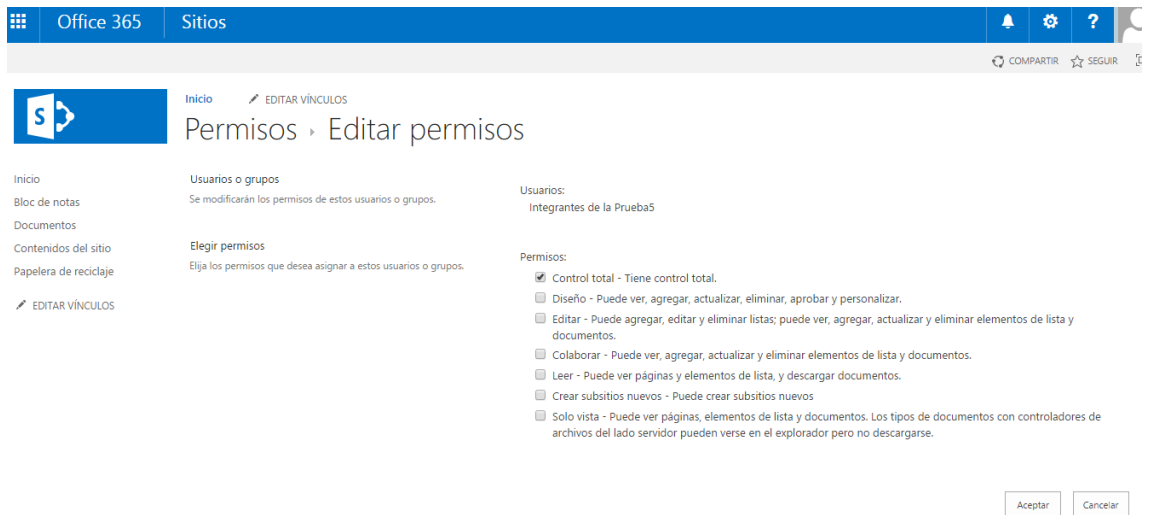 Office 365
Sitios
?
COMPARTIR
SEGUIR
S
Inicio
EDITAR VÍNCULOS
Permisos › Editar permisos
Inicio
Bloc de notas
Documentos
Contenidos del sitio
Papelera de reciclaje
EDITAR VÍNCULOS
Usuarios o grupos
Se modificarán los permisos de estos usuarios o grupos.
Usuarios:
Integrantes de la Prueba5
Elegir permisos
Elija los permisos que desea asignar a estos usuarios o grupos.
Permisos:
Control total - Tiene control total.
Diseño - Puede ver, agregar, actualizar, eliminar, aprobar y personalizar.
Editar - Puede agregar, editar y eliminar listas; puede ver, agregar, actualizar y eliminar elementos de lista y
documentos.
Colaborar - Puede ver, agregar, actualizar y eliminar elementos de lista y documentos.
Leer - Puede ver páginas y elementos de lista, y descargar documentos.
Crear subsitios nuevos - Puede crear subsitios nuevos
Solo vista - Puede ver páginas, elementos de lista y documentos. Los tipos de documentos con controladores de
archivos del lado servidor pueden verse en el explorador pero no descargarse.
Aceptar
Cancelar